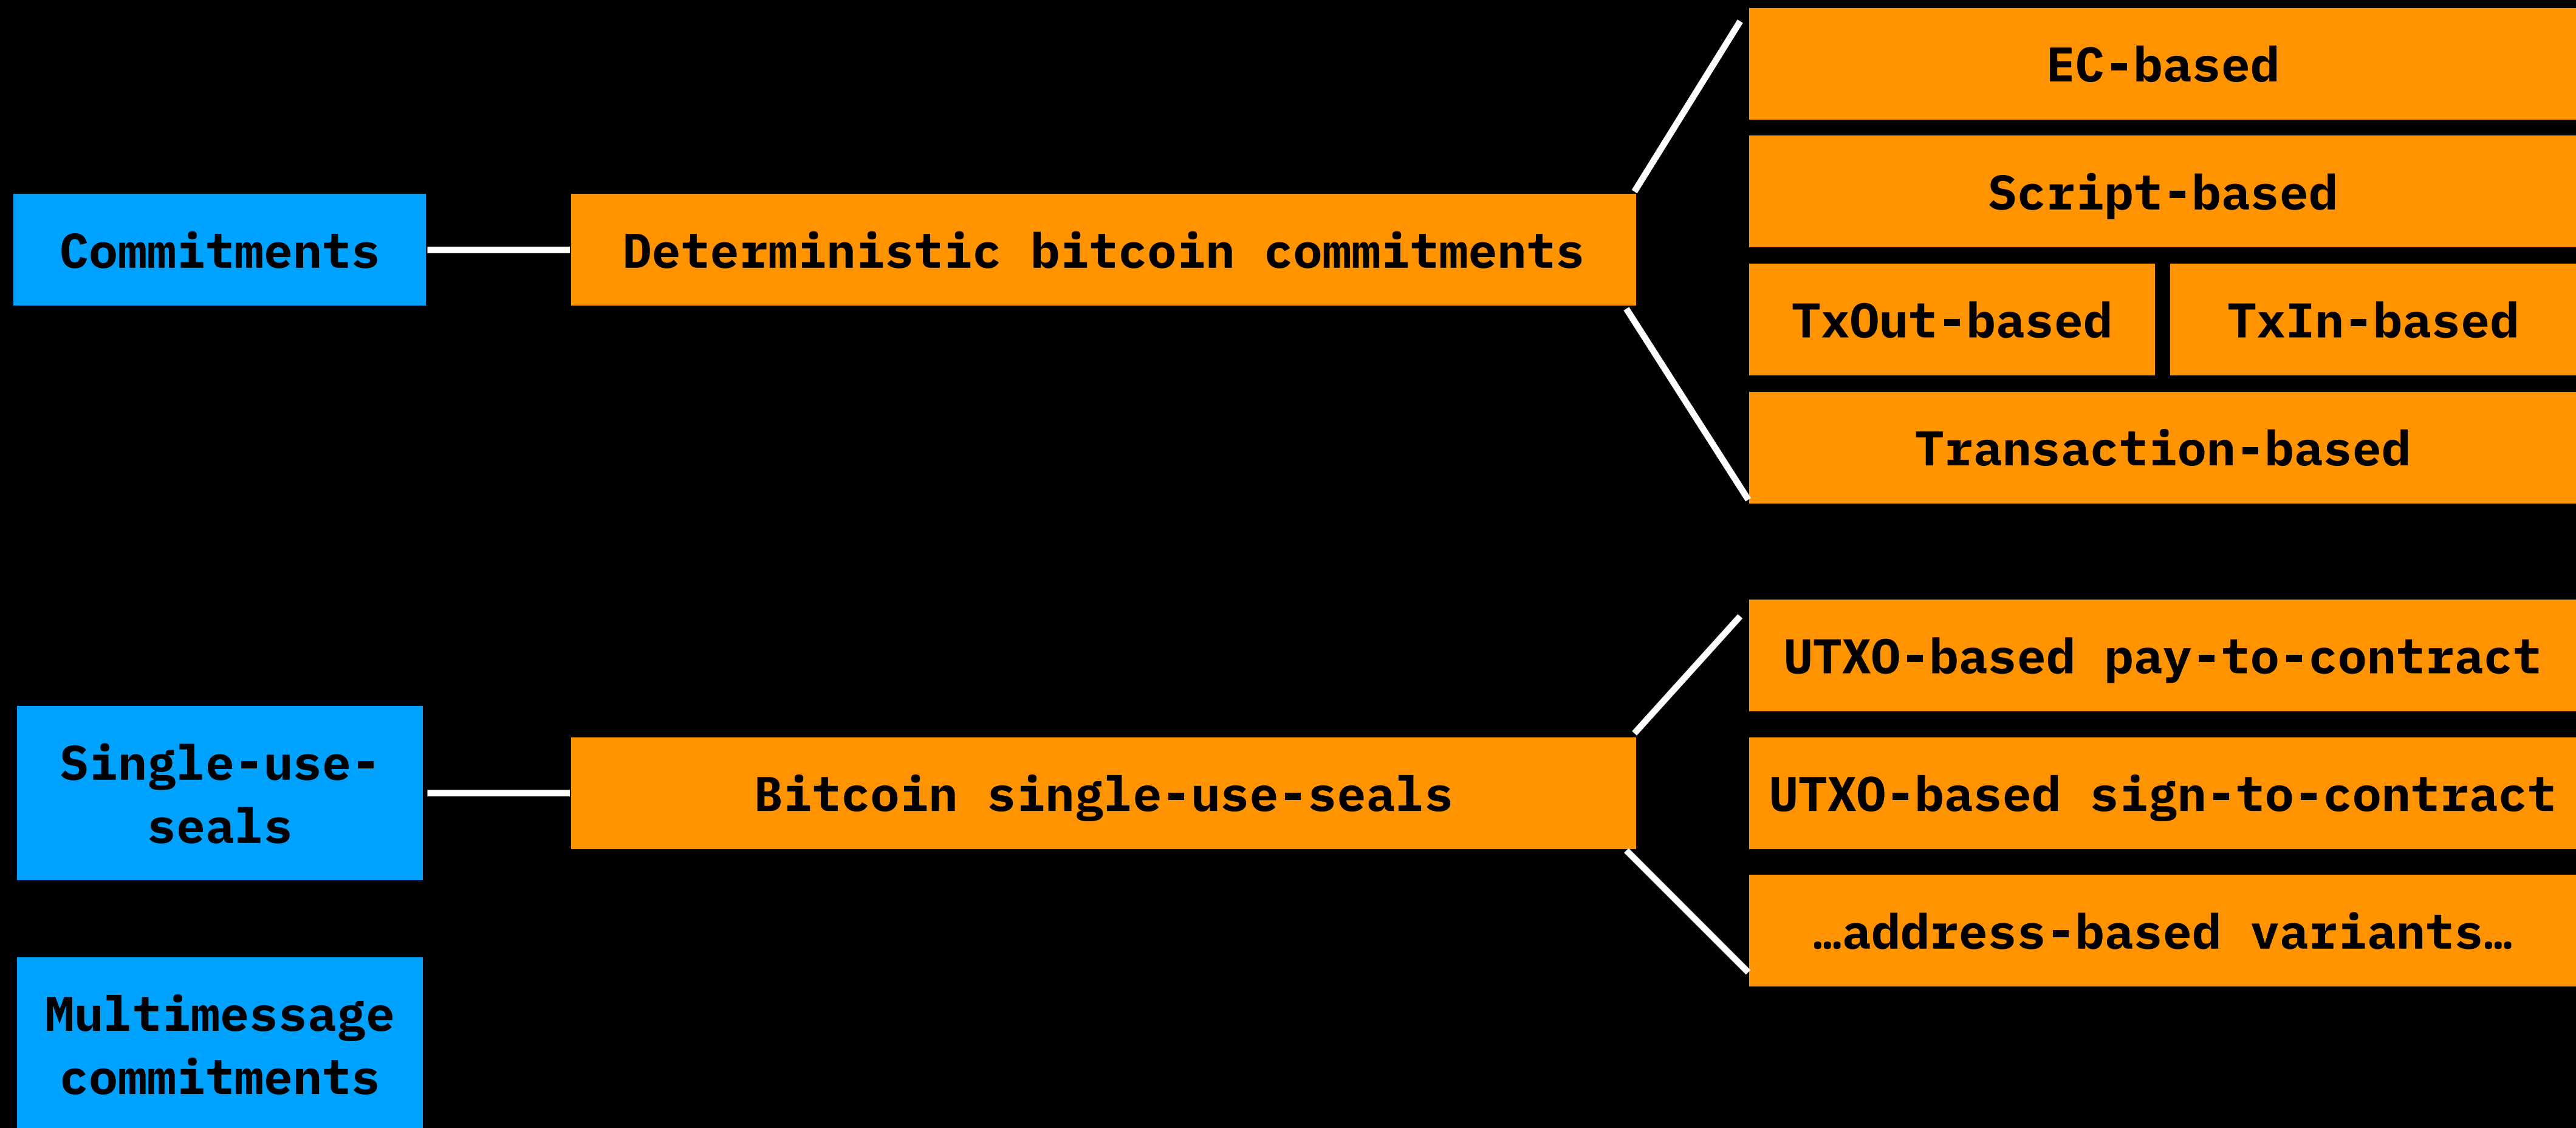 Commitments
Deterministic bitcoin commitments
EC-based
Script-based
TxOut-based
TxIn-based
Transaction-based
Single-use-
seals
Bitcoin single-use-seals
UTXO-based pay-to-contract
UTXO-based sign-to-contract
…address-based variants…
Multimessage
commitments